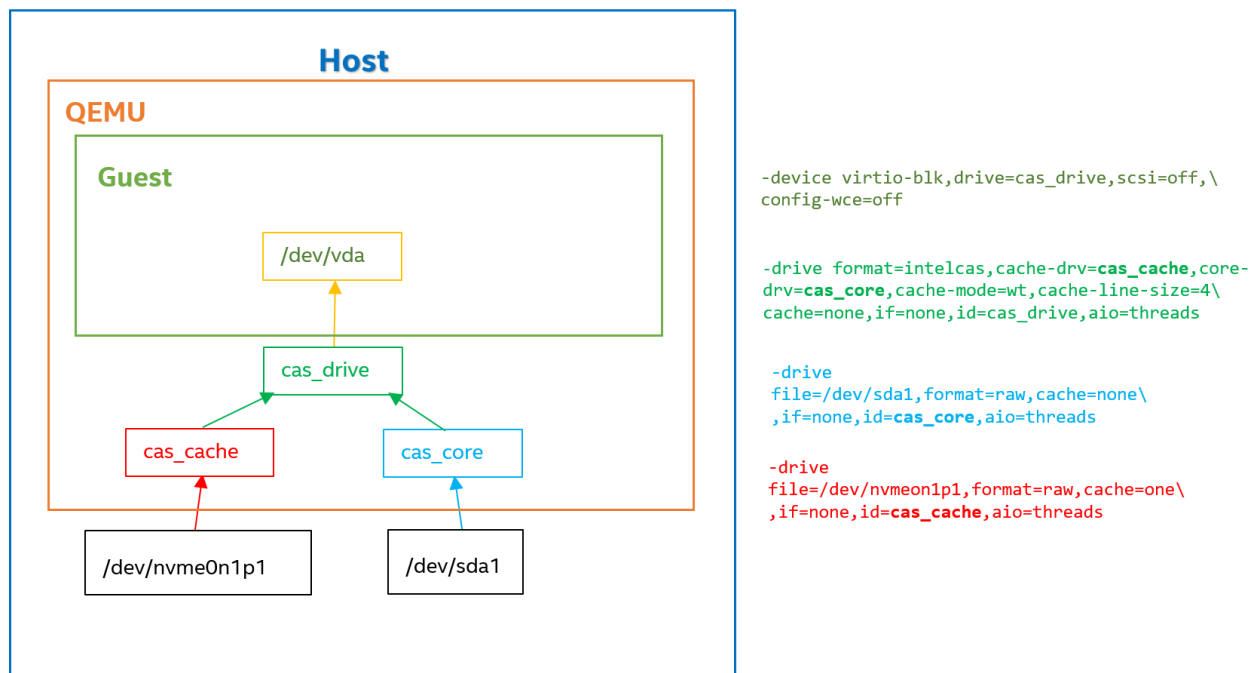 Host
QEMU
Guest
/dev/vda
cas_drive
cas_cache
cas_core
/dev/nvme0n1p1
/dev/sda1
-device virtio-blk,drive=cas_drive,scsi=off,\
config-wce=off
-drive format=intelcas,cache-drv=cas_cache,core-
drv=cas_core,cache-mode=wt,cache-line-size=4\
cache=none,if=none,id=cas_drive,aio=threads
-drive
file=/dev/sda1,format=raw,cache=none\
,if=none,id=cas_core,aio=threads
-drive
file=/dev/nvmeon1p1,format=raw,cache=one\
,if=none,id=cas_cache,aio=threads